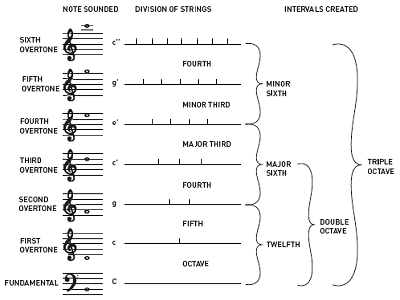 NOTE SOUNDED DIVISION OF STRINGS INTERVALS CREATED
SIXTH
OVERTONE
c''
FOURTH
FIFTH
OVERTONE
g'
MINOR
SIXTH
MINOR THIRD
FOURTH
OVERTONE
e'
MAJOR THIRD
THIRD
OVERTONE
c'
MAJOR
SIXTH
TRIPLE
OCTAVE
FOURTH
SECOND
OVERTONE
g
FIFTH
DOUBLE
OCTAVE
FIRST
OVERTONE
c
TWELFTH
OCTAVE
FUNDAMENTAL
C